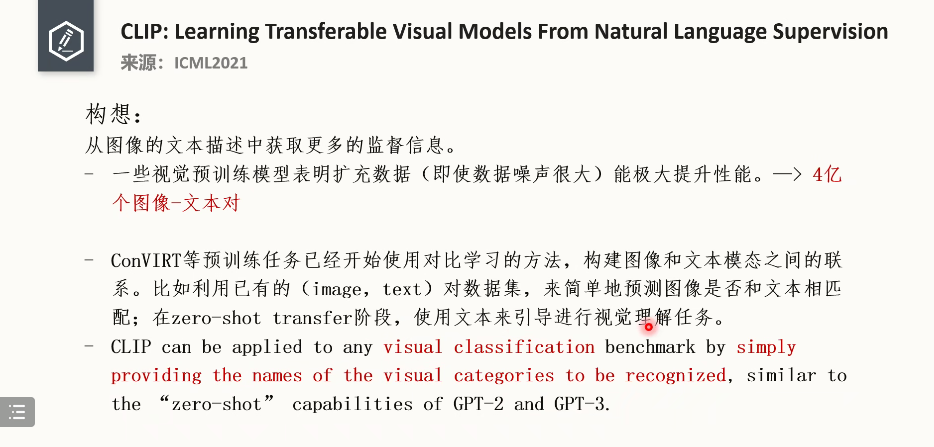 CLIP: Learning Transferable Visual Models From Natural Language Supervision
来源：ICML2021
构想：
从图像的文本描述中获取更多的监督信息。
- 一些视觉预训练模型表明扩充数据（即使数据噪声很大）能极大提升性能。—> 4亿
个图像-文本对
- ConVIRT等预训练任务已经开始使用对比学习的方法，构建图像和文本模态之间的联
系。比如利用已有的（image, text）对数据集，来简单地预测图像是否和文本相匹
配；在zero-shot transfer阶段，使用文本来引导进行视觉理解任务。
- CLIP can be applied to any visual classification benchmark by simply
providing the names of the visual categories to be recognized, similar to
the “zero-shot” capabilities of GPT-2 and GPT-3.